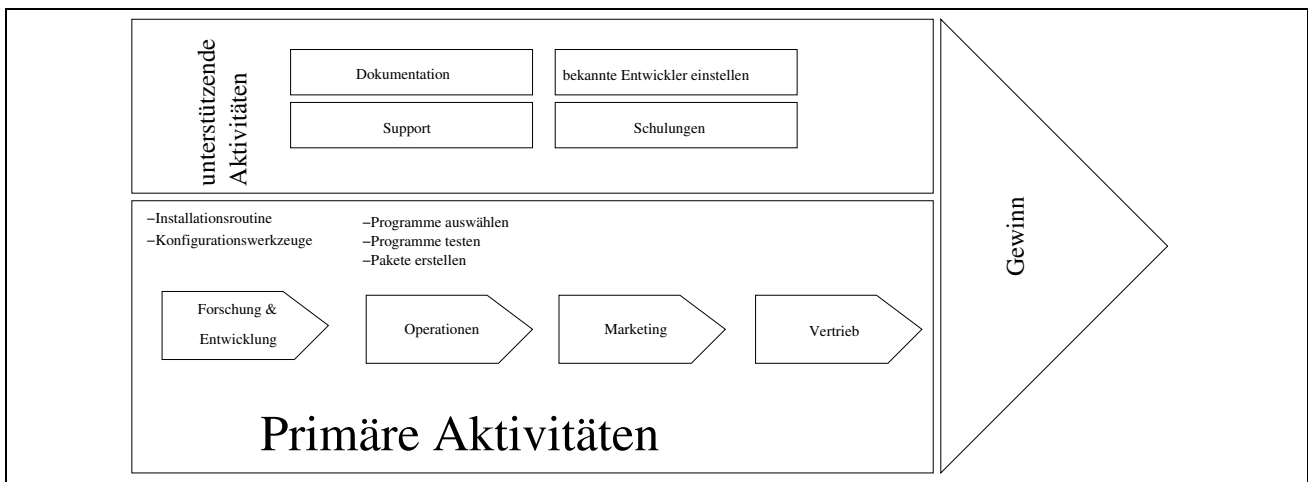 unterstützende
Aktivitäten
Dokumentation
bekannte Entwickler einstellen
Support
Schulungen
–Installationsroutine
–Konfigurationswerkzeuge
–Programme auswählen
–Programme testen
–Pakete erstellen
Forschung &
Entwicklung
Operationen
Marketing
Vertrieb
Primäre Aktivitäten
Gewinn